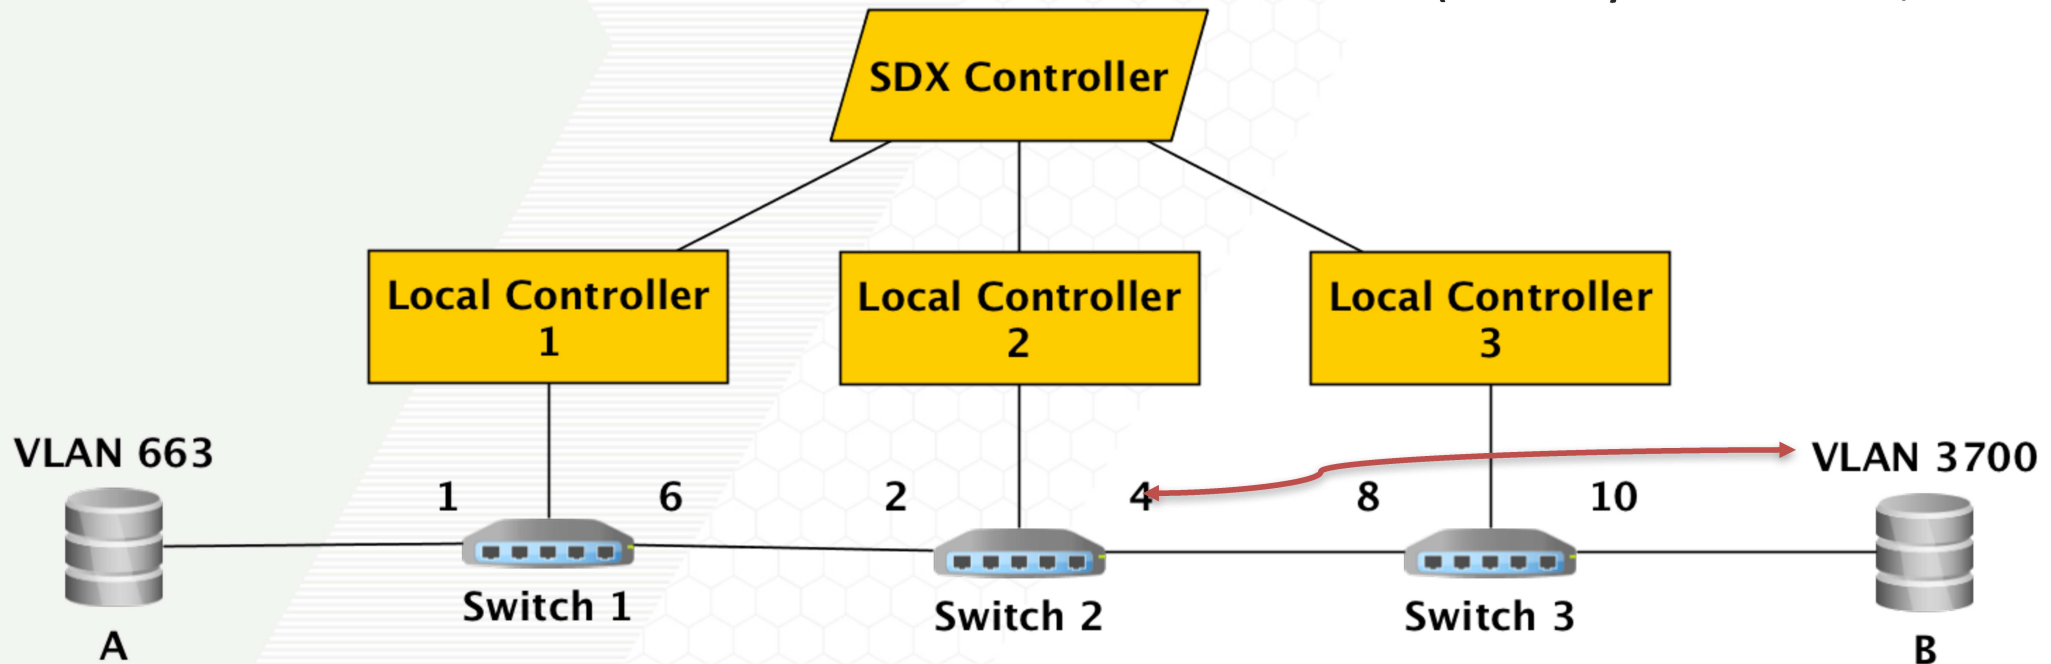 SDX Controller
Local Controller
1
Local Controller
2
Local Controller
3
VLAN 663
1
6
2
4
8
10
VLAN 3700
Switch 1
Switch 2
Switch 3
A
B